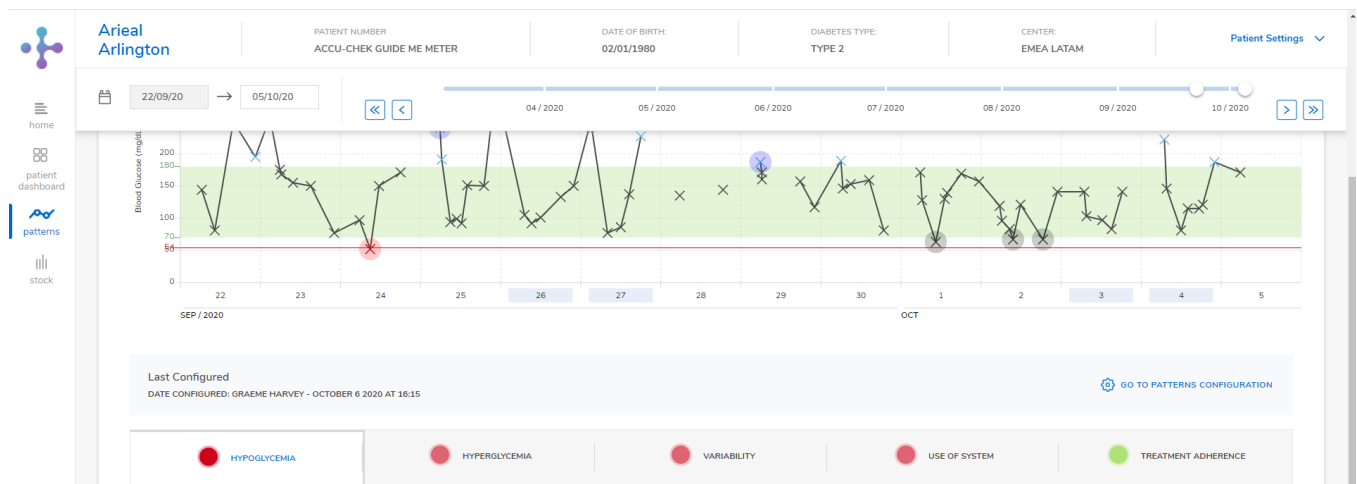 Arieal
Arlington
PATIENT NUMBER
ACCU-CHEK GUIDE ME METER
DATE OF BIRTH:
02/01/1980
DIABETES TYPE:
TYPE 2
CENTER:
EMEA LATAM
Patient Settings
22/09/20 → 05/10/20
04 / 2020 05 / 2020 06 / 2020 07 / 2020 08 / 2020 09 / 2020 10 / 2020
home
patient
dashboard
patterns
stock
Blood Glucose (mg/dL
200
180
150
100
70
54
50
0
22 23 24 25 26 27 28 29 30 1 2 3 4 5
SEP / 2020 OCT
Last Configured
DATE CONFIGURED: GRAEME HARVEY - OCTOBER 6 2020 AT 16:15
GO TO PATTERNS CONFIGURATION
HYPOGLYCEMIA HYPERGLYCEMIA VARIABILITY USE OF SYSTEM TREATMENT ADHERENCE